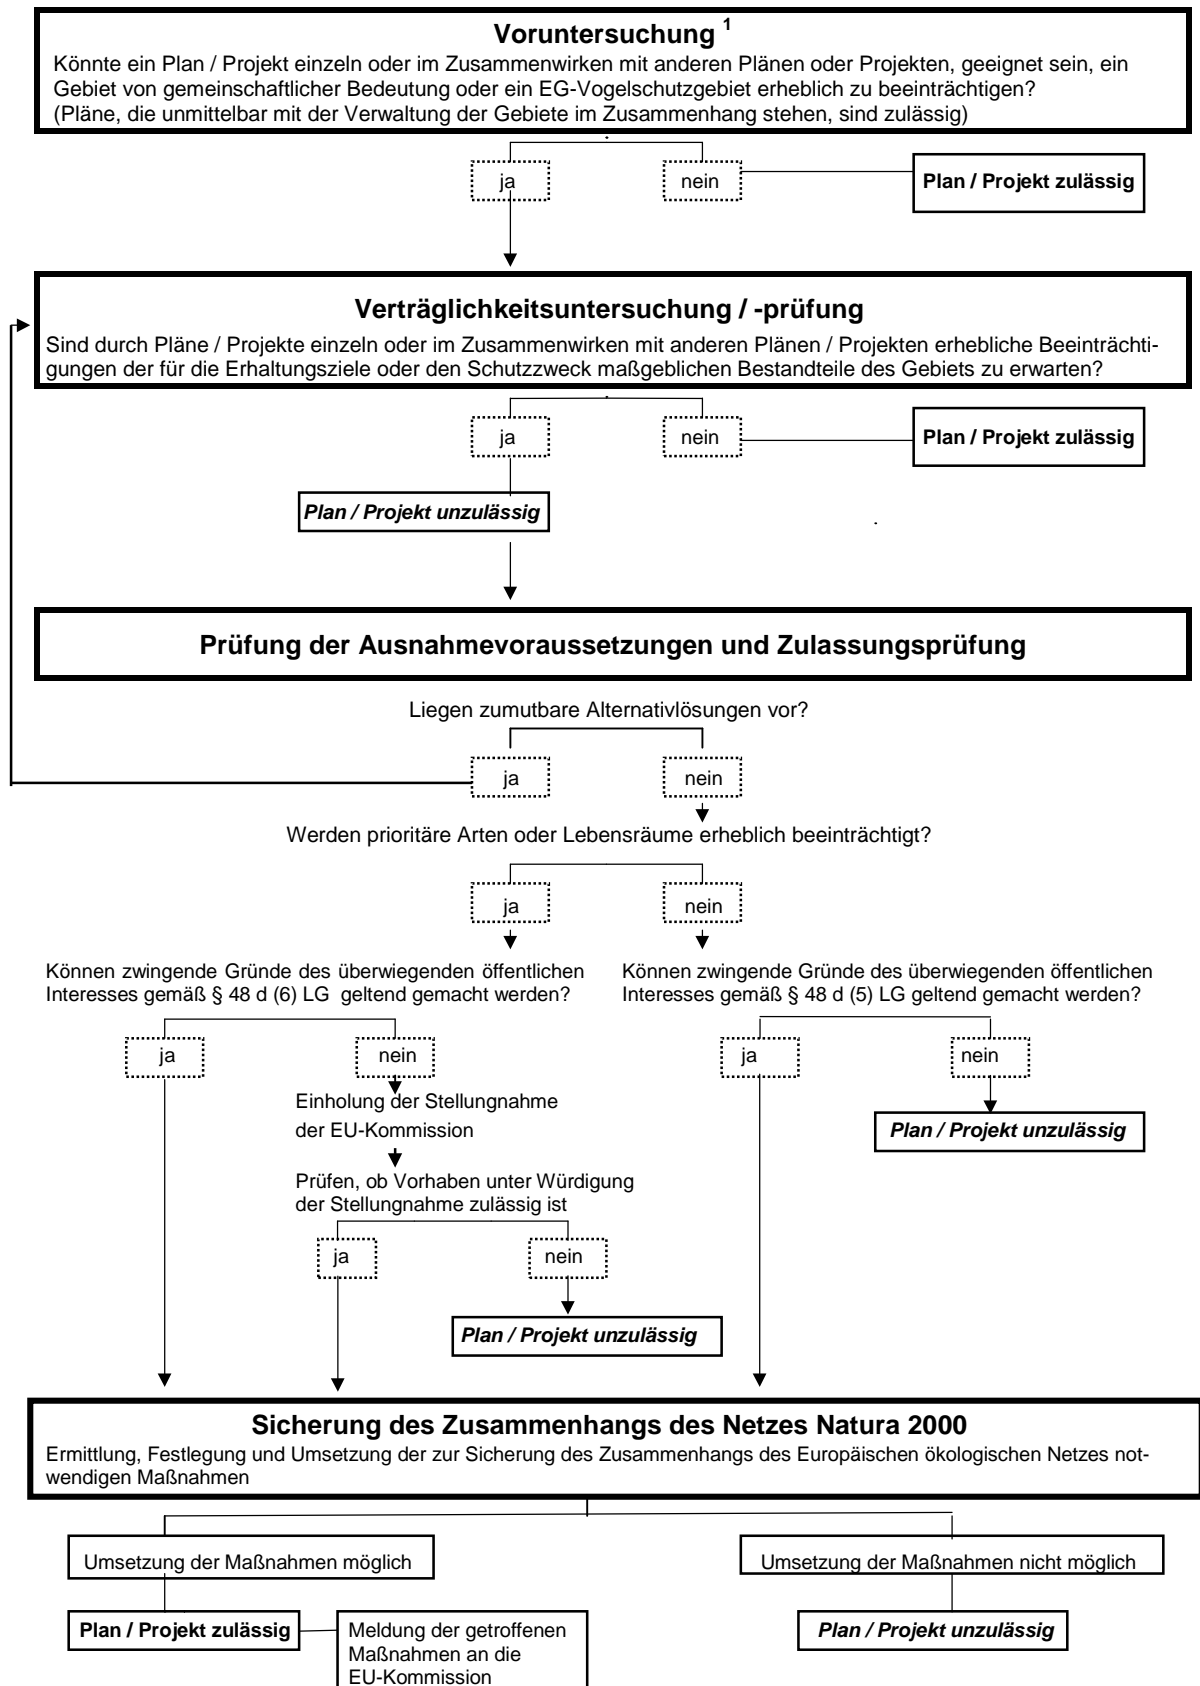 Voruntersuchung 1
Könnte ein Plan / Projekt einzeln oder im Zusammenwirken mit anderen Plänen oder Projekten, geeignet sein, ein
Gebiet von gemeinschaftlicher Bedeutung oder ein EG-Vogelschutzgebiet erheblich zu beeinträchtigen?
(Pläne, die unmittelbar mit der Verwaltung der Gebiete im Zusammenhang stehen, sind zulässig)
ja
nein
Plan / Projekt zulässig
Verträglichkeitsuntersuchung / -prüfung
Sind durch Pläne / Projekte einzeln oder im Zusammenwirken mit anderen Plänen / Projekten erhebliche Beeinträchti-
gungen der für die Erhaltungsziele oder den Schutzzweck maßgeblichen Bestandteile des Gebiets zu erwarten?
ja
nein
Plan / Projekt zulässig
Plan / Projekt unzulässig
Prüfung der Ausnahmevoraussetzungen und Zulassungsprüfung
Liegen zumutbare Alternativlösungen vor?
ja
nein
Werden prioritäre Arten oder Lebensräume erheblich beeinträchtigt?
ja
nein
Können zwingende Gründe des überwiegenden öffentlichen
Interesses gemäß § 48 d (6) LG geltend gemacht werden?
Können zwingende Gründe des überwiegenden öffentlichen
Interesses gemäß § 48 d (5) LG geltend gemacht werden?
ja
nein
ja
nein
Einholung der Stellungnahme
der EU-Kommission
Plan / Projekt unzulässig
Prüfen, ob Vorhaben unter Würdigung
der Stellungnahme zulässig ist
ja
nein
Plan / Projekt unzulässig
Sicherung des Zusammenhangs des Netzes Natura 2000
Ermittlung, Festlegung und Umsetzung der zur Sicherung des Zusammenhangs des Europäischen ökologischen Netzes not-
wendigen Maßnahmen
Umsetzung der Maßnahmen möglich
Umsetzung der Maßnahmen nicht möglich
Plan / Projekt zulässig
Meldung der getroffenen
Maßnahmen an die
EU-Kommission
Plan / Projekt unzulässig